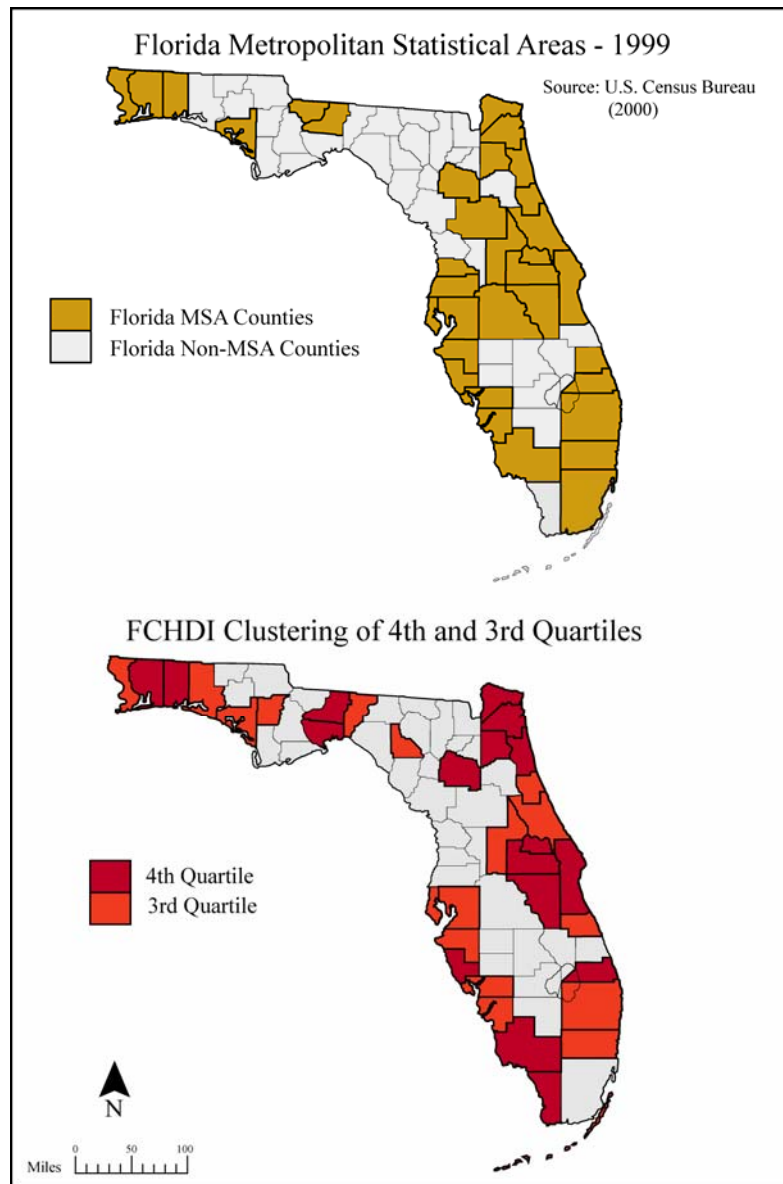 Florida Metropolitan Statistical Areas - 1999
Source: U.S. Census Bureau
(2000)
Florida MSA Counties
Florida Non-MSA Counties
FCHDI Clustering of 4th and 3rd Quartiles
4th Quartile
3rd Quartile
N
0 50 100
Miles